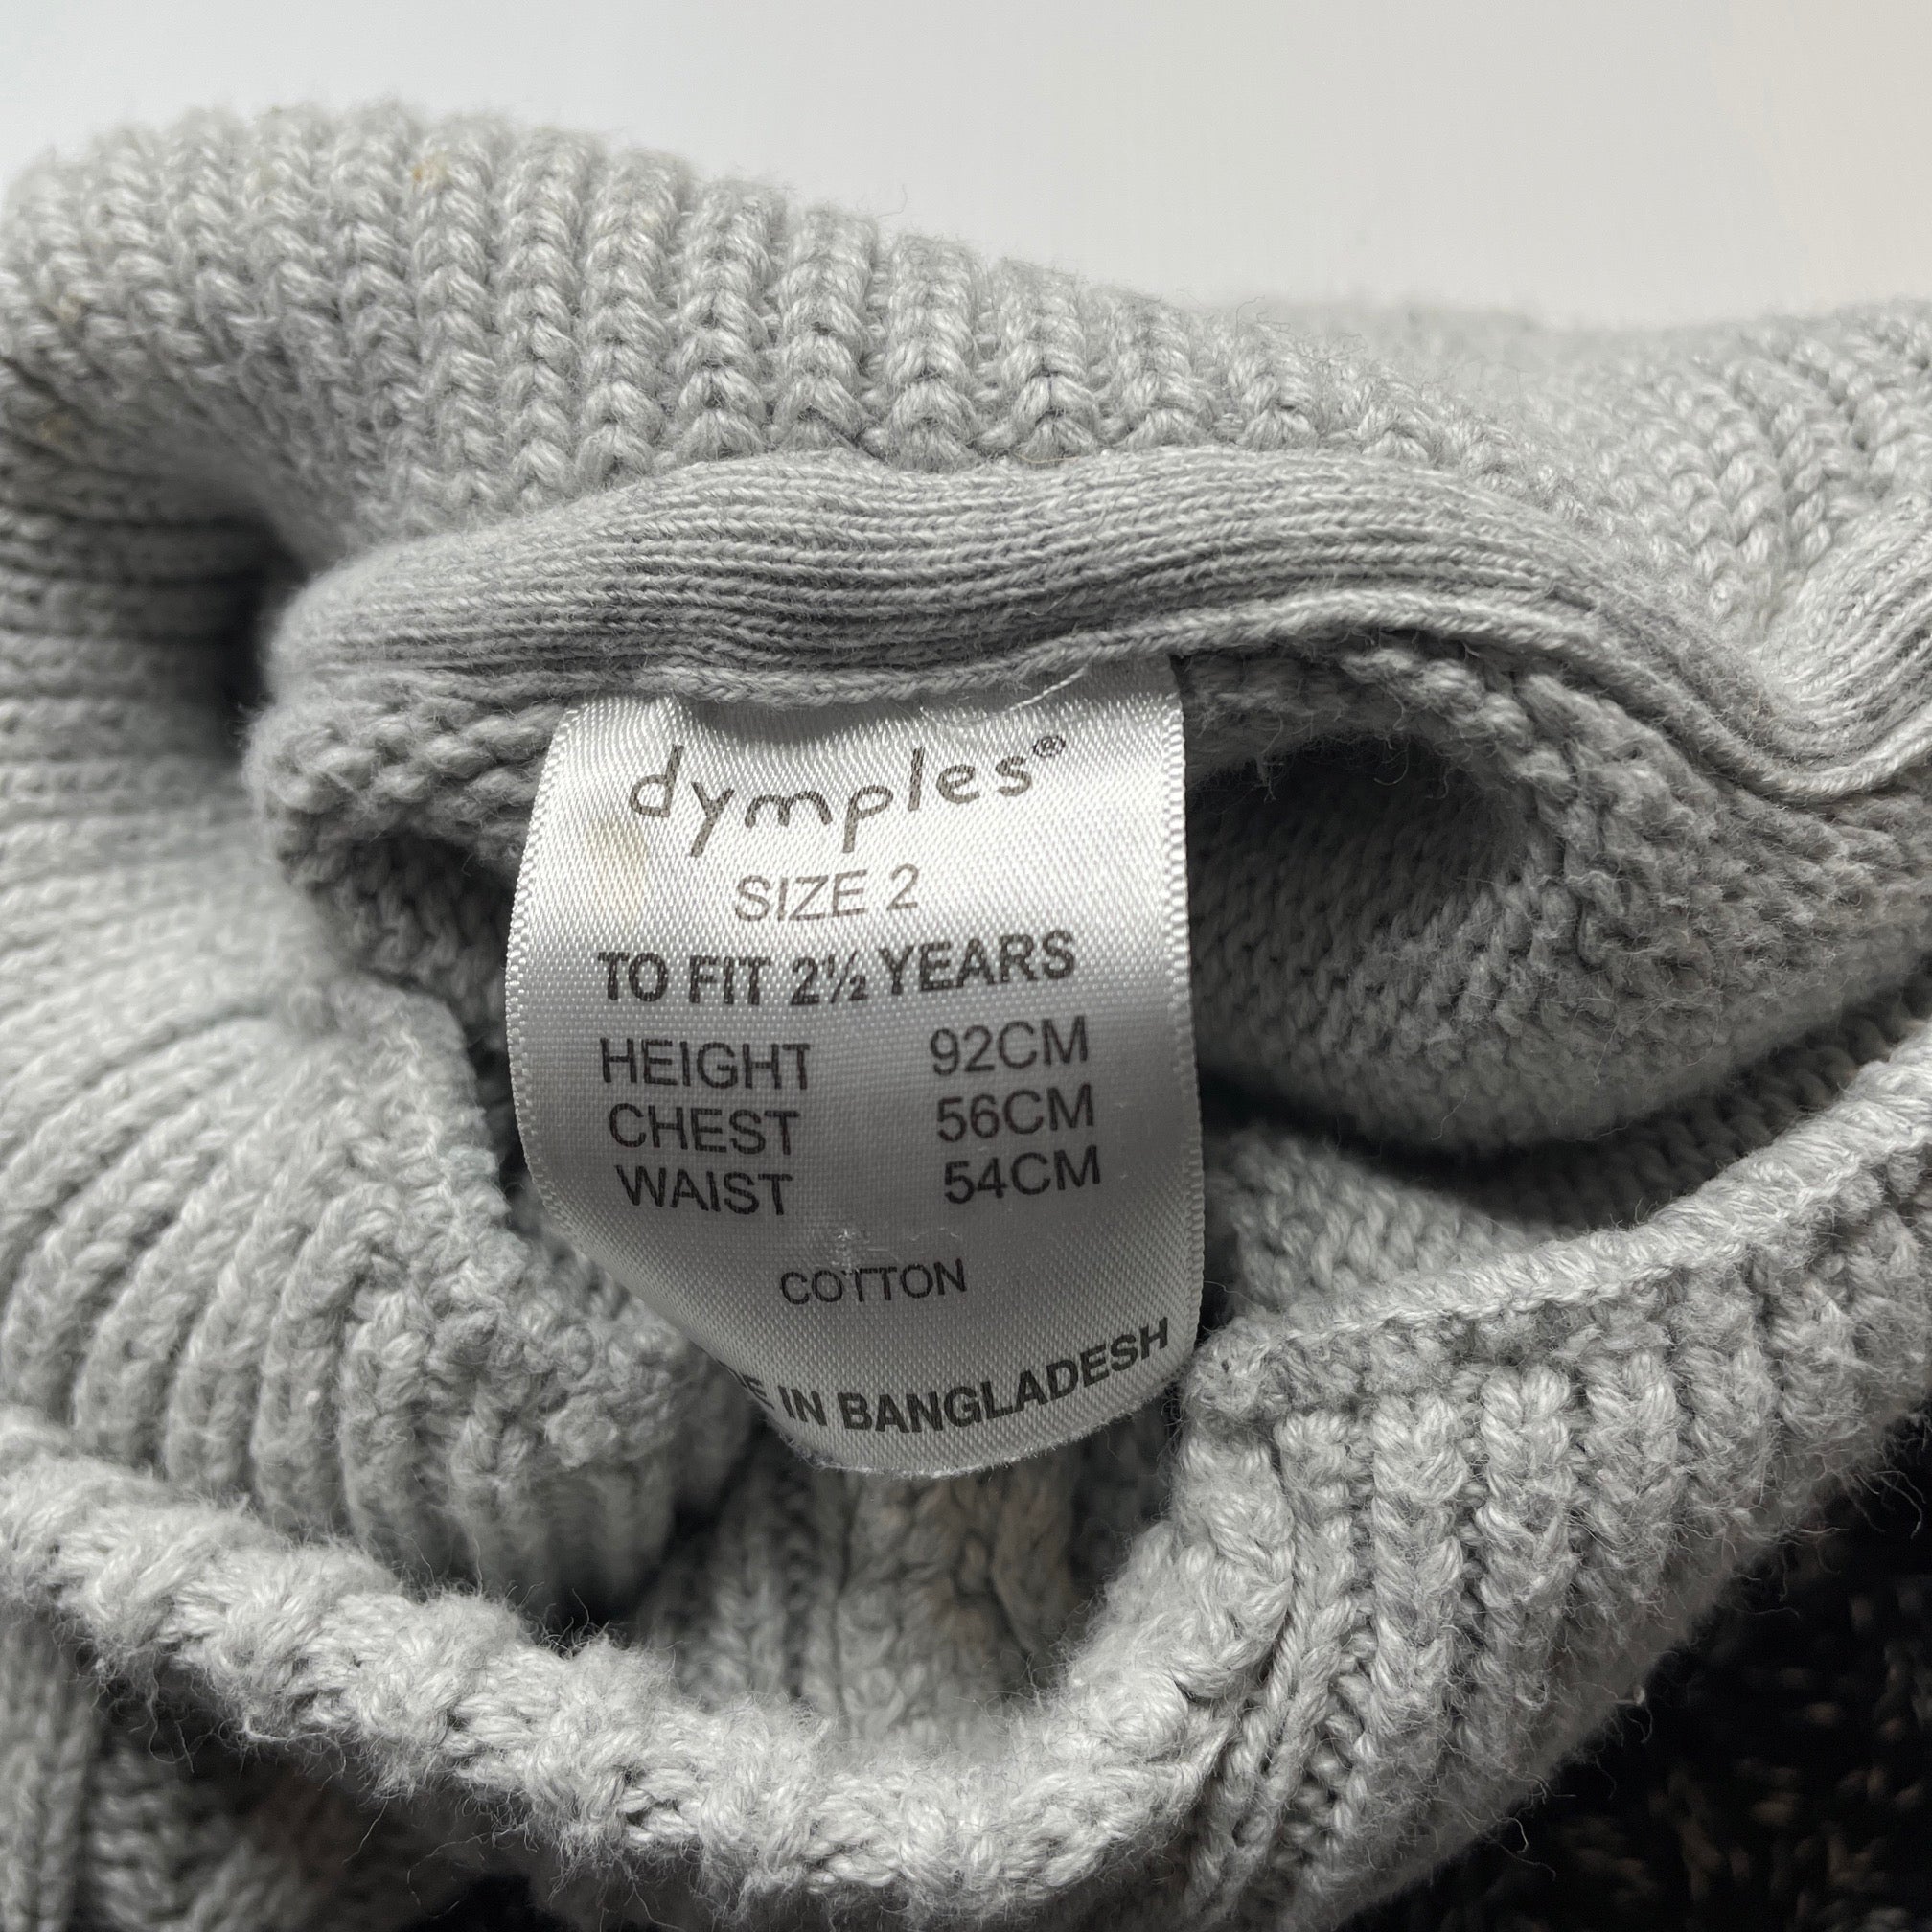 dymples®
SIZE 2
TO FIT 2½ YEARS
HEIGHT 92CM
CHEST 56CM
WAIST 54CM
COTTON
E IN BANGLADESH